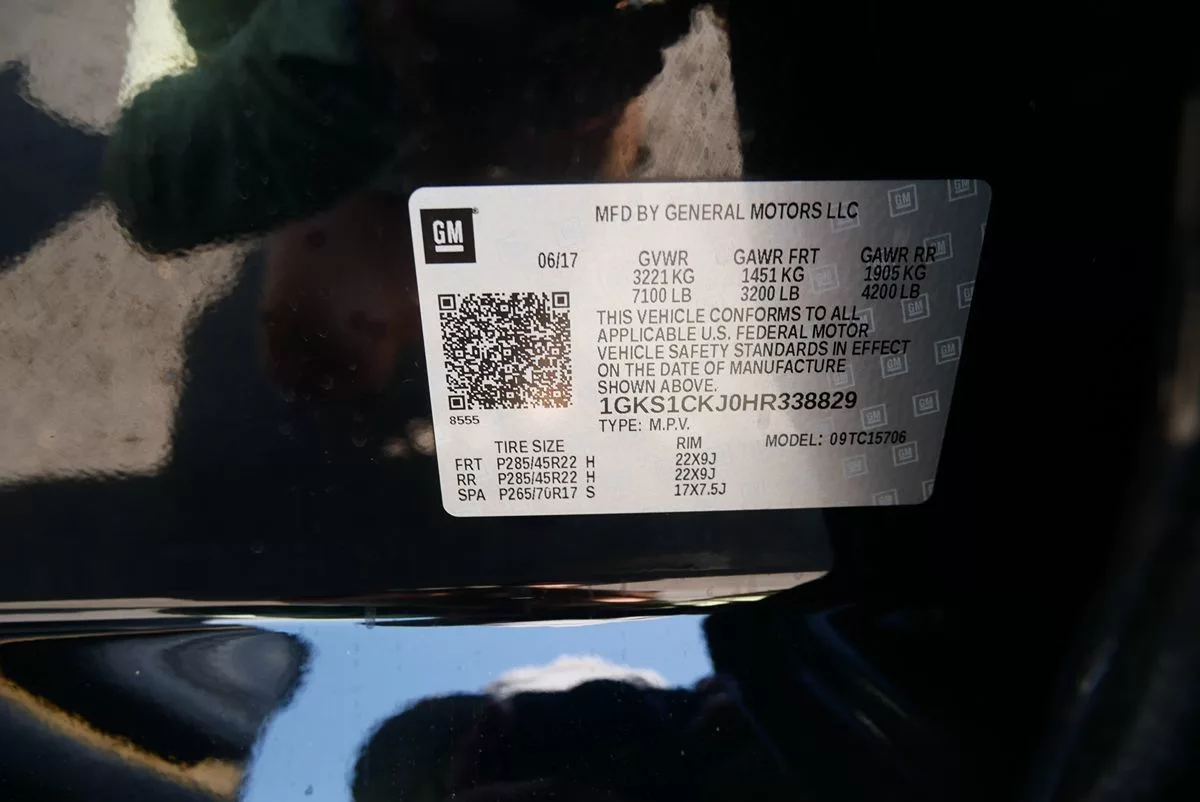 GM
MFD BY GENERAL MOTORS LLC
06/17
GVWR GAWR FRT GAWR RR
3221 KG 1451 KG 1905 KG
7100 LB 3200 LB 4200 LB
THIS VEHICLE CONFORMS TO ALL
APPLICABLE U.S. FEDERAL MOTOR
VEHICLE SAFETY STANDARDS IN EFFECT
ON THE DATE OF MANUFACTURE
SHOWN ABOVE.
1GKS1CKJ0HR338829
8555
TYPE: M.P.V. MODEL: 09TC15706
TIRE SIZE RIM
FRT P285/45R22 H 22X9J
RR P285/45R22 H 22X9J
SPA P265/70R17 S 17X7.5J